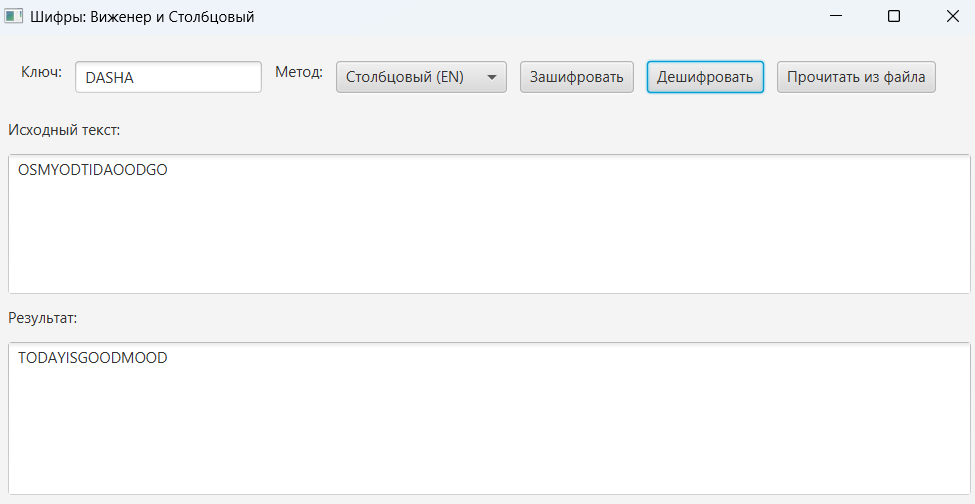 Шифры: Виженер и Столбцовый
Ключ: DASHA Метод: Столбцовый (EN) Зашифровать Дешифровать Прочитать из файла
Исходный текст:
OSMYODTIDAOODGO
Результат:
TODAYISGOODMOOD